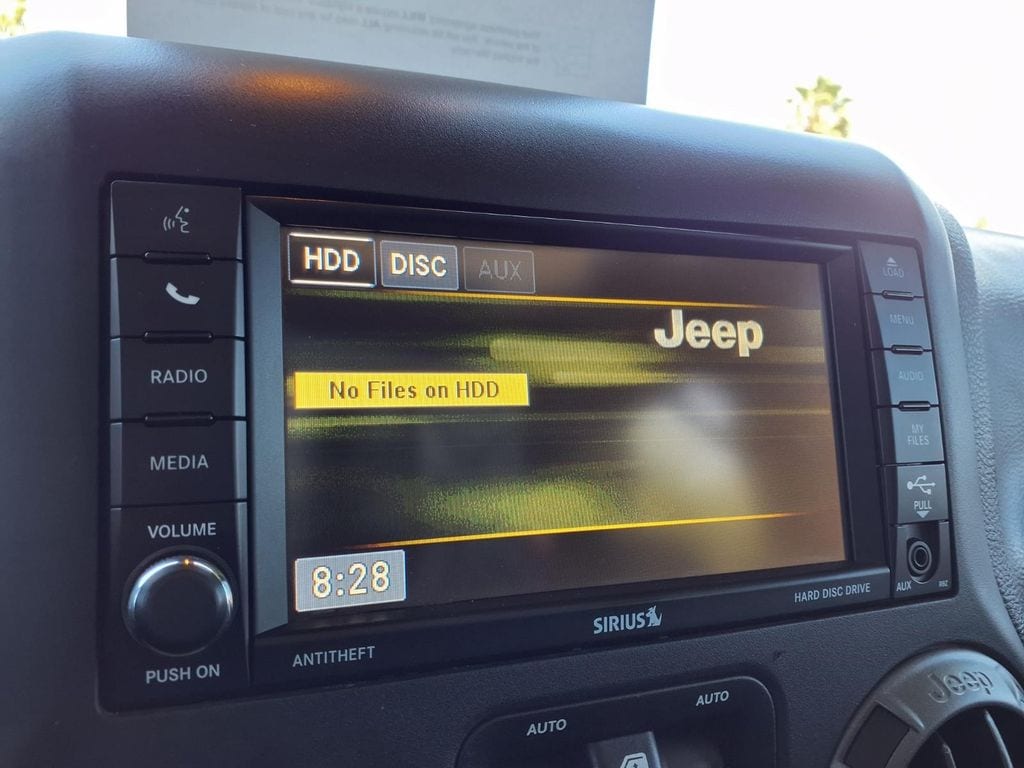 HDD DISC AUX
Jeep
No Files on HDD
8:28
RADIO
MEDIA
VOLUME
PUSH ON
ANTITHEFT
SIRIUS
HARD DISC DRIVE
LOAD
MENU
AUDIO
MY
FILES
PULL
AUX
RBZ
AUTO
AUTO
Jeep